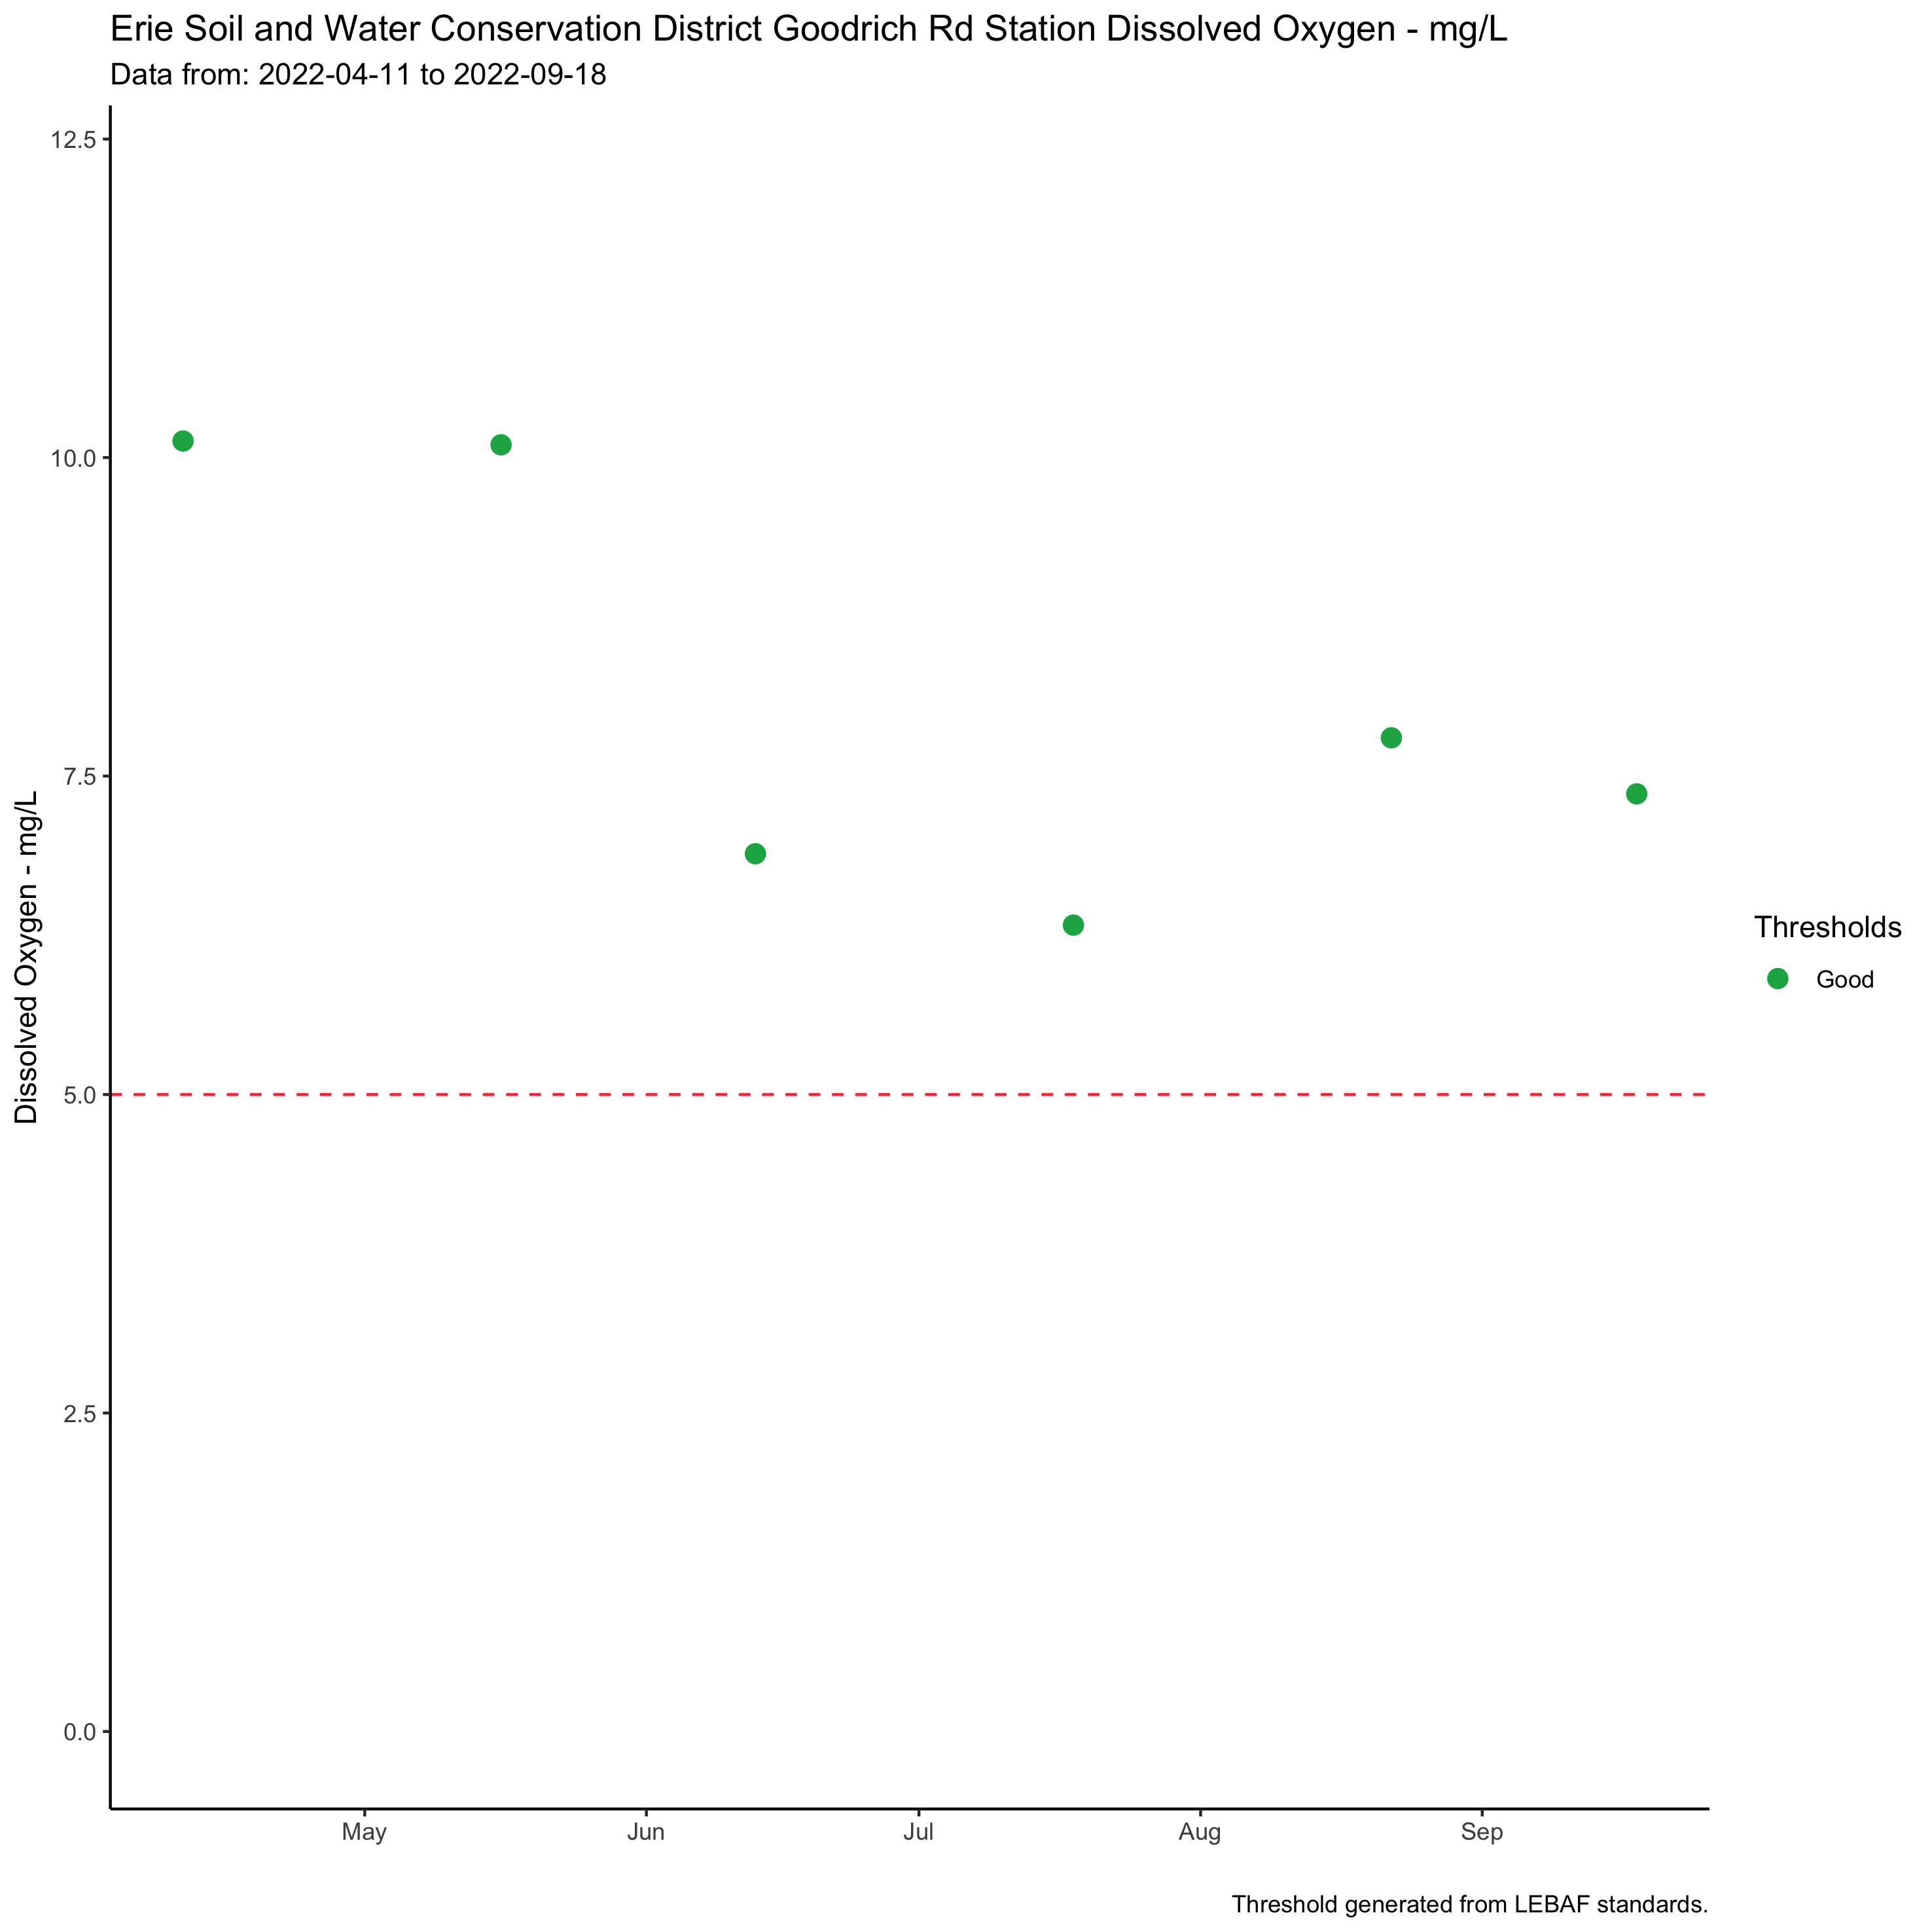 Erie Soil and Water Conservation District Goodrich Rd Station Dissolved Oxygen - mg/L
Data from: 2022-04-11 to 2022-09-18
12.5
10.0
7.5
5.0
2.5
0.0
Dissolved Oxygen - mg/L
May
Jun
Jul
Aug
Sep
Thresholds
Good
Threshold generated from LEBAF standards.